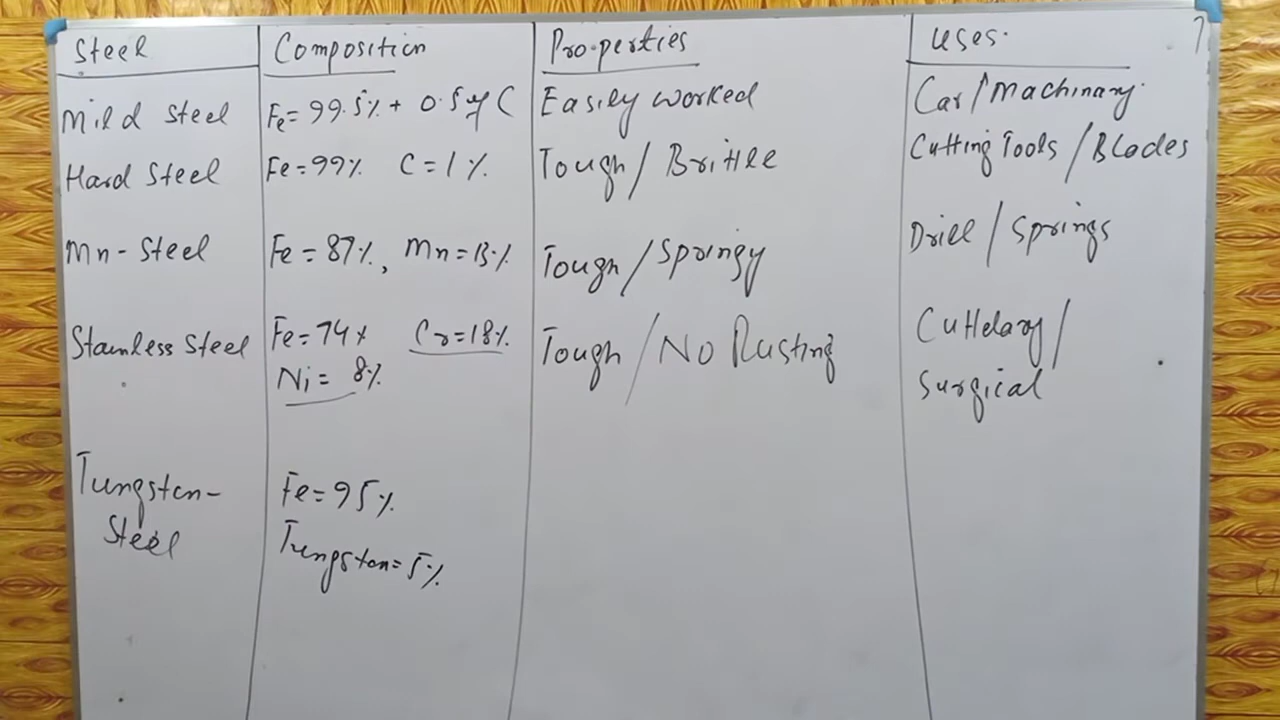 Steel Composition Properties Uses.
Mild Steel Fe = 99.5% + 0.5% C Easily worked Car/Machinary.
Hard Steel Fe = 99% C = 1% Tough/Brittle Cutting Tools/Blades
Mn-Steel Fe = 87%, Mn = 13% Tough/Springy Drill/Springs
Stainless Steel Fe = 74% Cr = 18% Tough/No Rusting Cuttelary/
Ni = 8% Surgical
Tungsten- Fe = 95%
Steel Tungston = 5%